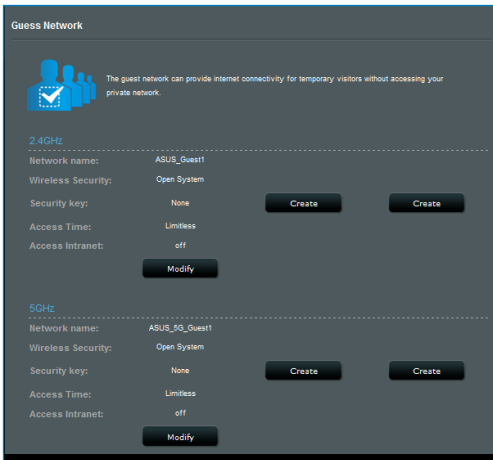 Guess Network
The guest network can provide internet connectivity for temporary visitors without accessing your
private network.
2.4GHz
Network name: ASUS_Guest1
Wireless Security: Open System
Security key: None Create Create
Access Time: Limitless
Access Intranet: off
Modify
5GHz
Network name: ASUS_5G_Guest1
Wireless Security: Open System
Security key: None Create Create
Access Time: Limitless
Access Intranet: off
Modify